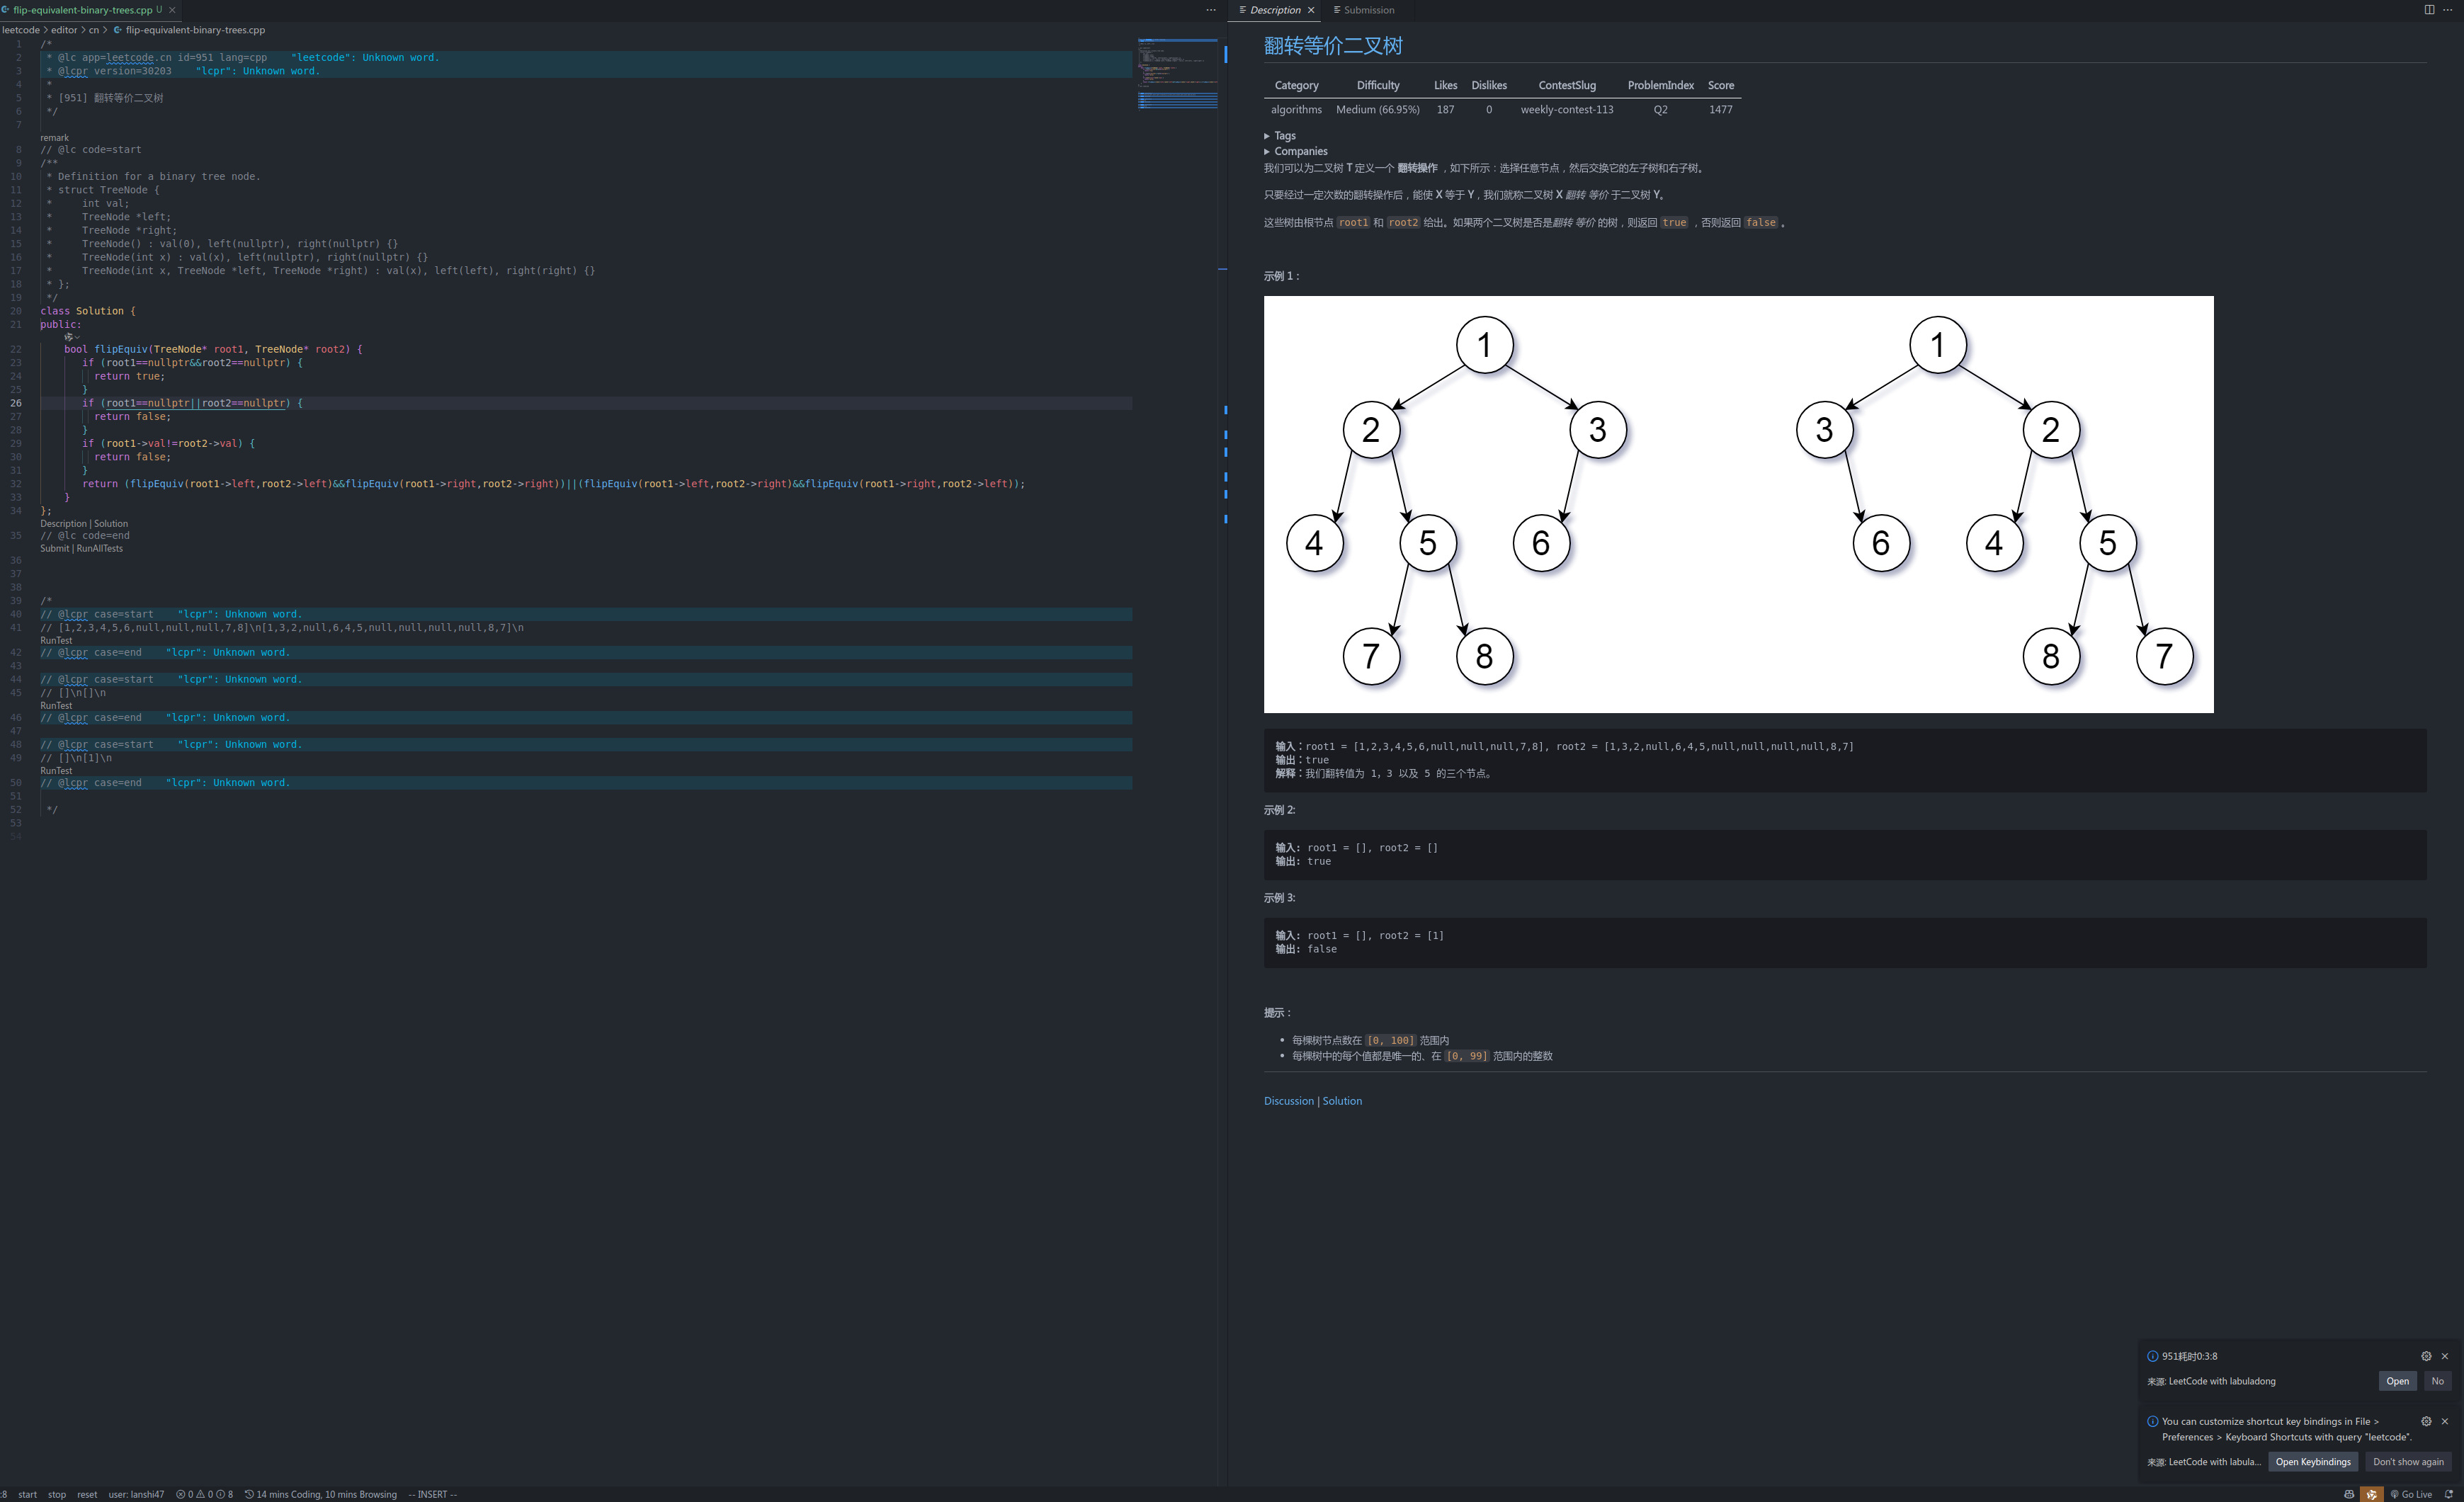 flip-equivalent-binary-trees.cpp U
leetcode > editor > cn > flip-equivalent-binary-trees.cpp
1 /*
2 * @lc app=leetcode.cn id=951 lang=cpp "leetcode": Unknown word.
3 * @lcpr version=30203 "lcpr": Unknown word.
4 *
5 * [951] 翻转等价二叉树
6 */
7
remark
8 // @lc code=start
9 /**
10 * Definition for a binary tree node.
11 * struct TreeNode {
12 *     int val;
13 *     TreeNode *left;
14 *     TreeNode *right;
15 *     TreeNode() : val(0), left(nullptr), right(nullptr) {}
16 *     TreeNode(int x) : val(x), left(nullptr), right(nullptr) {}
17 *     TreeNode(int x, TreeNode *left, TreeNode *right) : val(x), left(left), right(right) {}
18 * };
19 */
20 class Solution {
21 public:
22     bool flipEquiv(TreeNode* root1, TreeNode* root2) {
23        if (root1==nullptr&&root2==nullptr) {
24          return true;
25        }
26        if (root1==nullptr||root2==nullptr) {
27          return false;
28        }
29        if (root1->val!=root2->val) {
30          return false;
31        }
32        return (flipEquiv(root1->left,root2->left)&&flipEquiv(root1->right,root2->right))||(flipEquiv(root1->left,root2->right)&&flipEquiv(root1->right,root2->left));
33     }
34 };
Description | Solution
35 // @lc code=end
Submit | RunAllTests
36
37
38
39 /*
40 // @lcpr case=start "lcpr": Unknown word.
41 // [1,2,3,4,5,6,null,null,null,7,8]\n[1,3,2,null,6,4,5,null,null,null,null,8,7]\n
RunTest
42 // @lcpr case=end "lcpr": Unknown word.
43
44 // @lcpr case=start "lcpr": Unknown word.
45 // []\n[]\n
RunTest
46 // @lcpr case=end "lcpr": Unknown word.
47
48 // @lcpr case=start "lcpr": Unknown word.
49 // []\n[1]\n
RunTest
50 // @lcpr case=end "lcpr": Unknown word.
51
52 */
53
54
Description
Submission
翻转等价二叉树
Category Difficulty Likes Dislikes ContestSlug ProblemIndex Score
algorithms Medium (66.95%) 187 0 weekly-contest-113 Q2 1477
Tags
Companies
我们可以为二叉树 T 定义一个 翻转操作 ，如下所示：选择任意节点，然后交换它的左子树和右子树。
只要经过一定次数的翻转操作后，能使 X 等于 Y，我们就称二叉树 X 翻转 等价 于二叉树 Y。
这些树由根节点 root1 和 root2 给出。如果两个二叉树是否是翻转 等价 的树，则返回 true ，否则返回 false 。
示例 1：
1 1
2 3 3 2
4 5 6 6 4 5
7 8 8 7
输入：root1 = [1,2,3,4,5,6,null,null,null,7,8], root2 = [1,3,2,null,6,4,5,null,null,null,null,8,7]
输出：true
解释：我们翻转值为 1，3 以及 5 的三个节点。
示例 2:
输入: root1 = [], root2 = []
输出: true
示例 3:
输入: root1 = [], root2 = [1]
输出: false
提示：
• 每棵树节点数在 [0, 100] 范围内
• 每棵树中的每个值都是唯一的、在 [0, 99] 范围内的整数
Discussion | Solution
951耗时0:3:8
来源: LeetCode with labuladong
Open No
You can customize shortcut key bindings in File >
Preferences > Keyboard Shortcuts with query "leetcode".
来源: LeetCode with labula...
Open Keybindings Don't show again
:8 start stop reset user: lanshi47 0 0 8 14 mins Coding, 10 mins Browsing -- INSERT -- Go Live